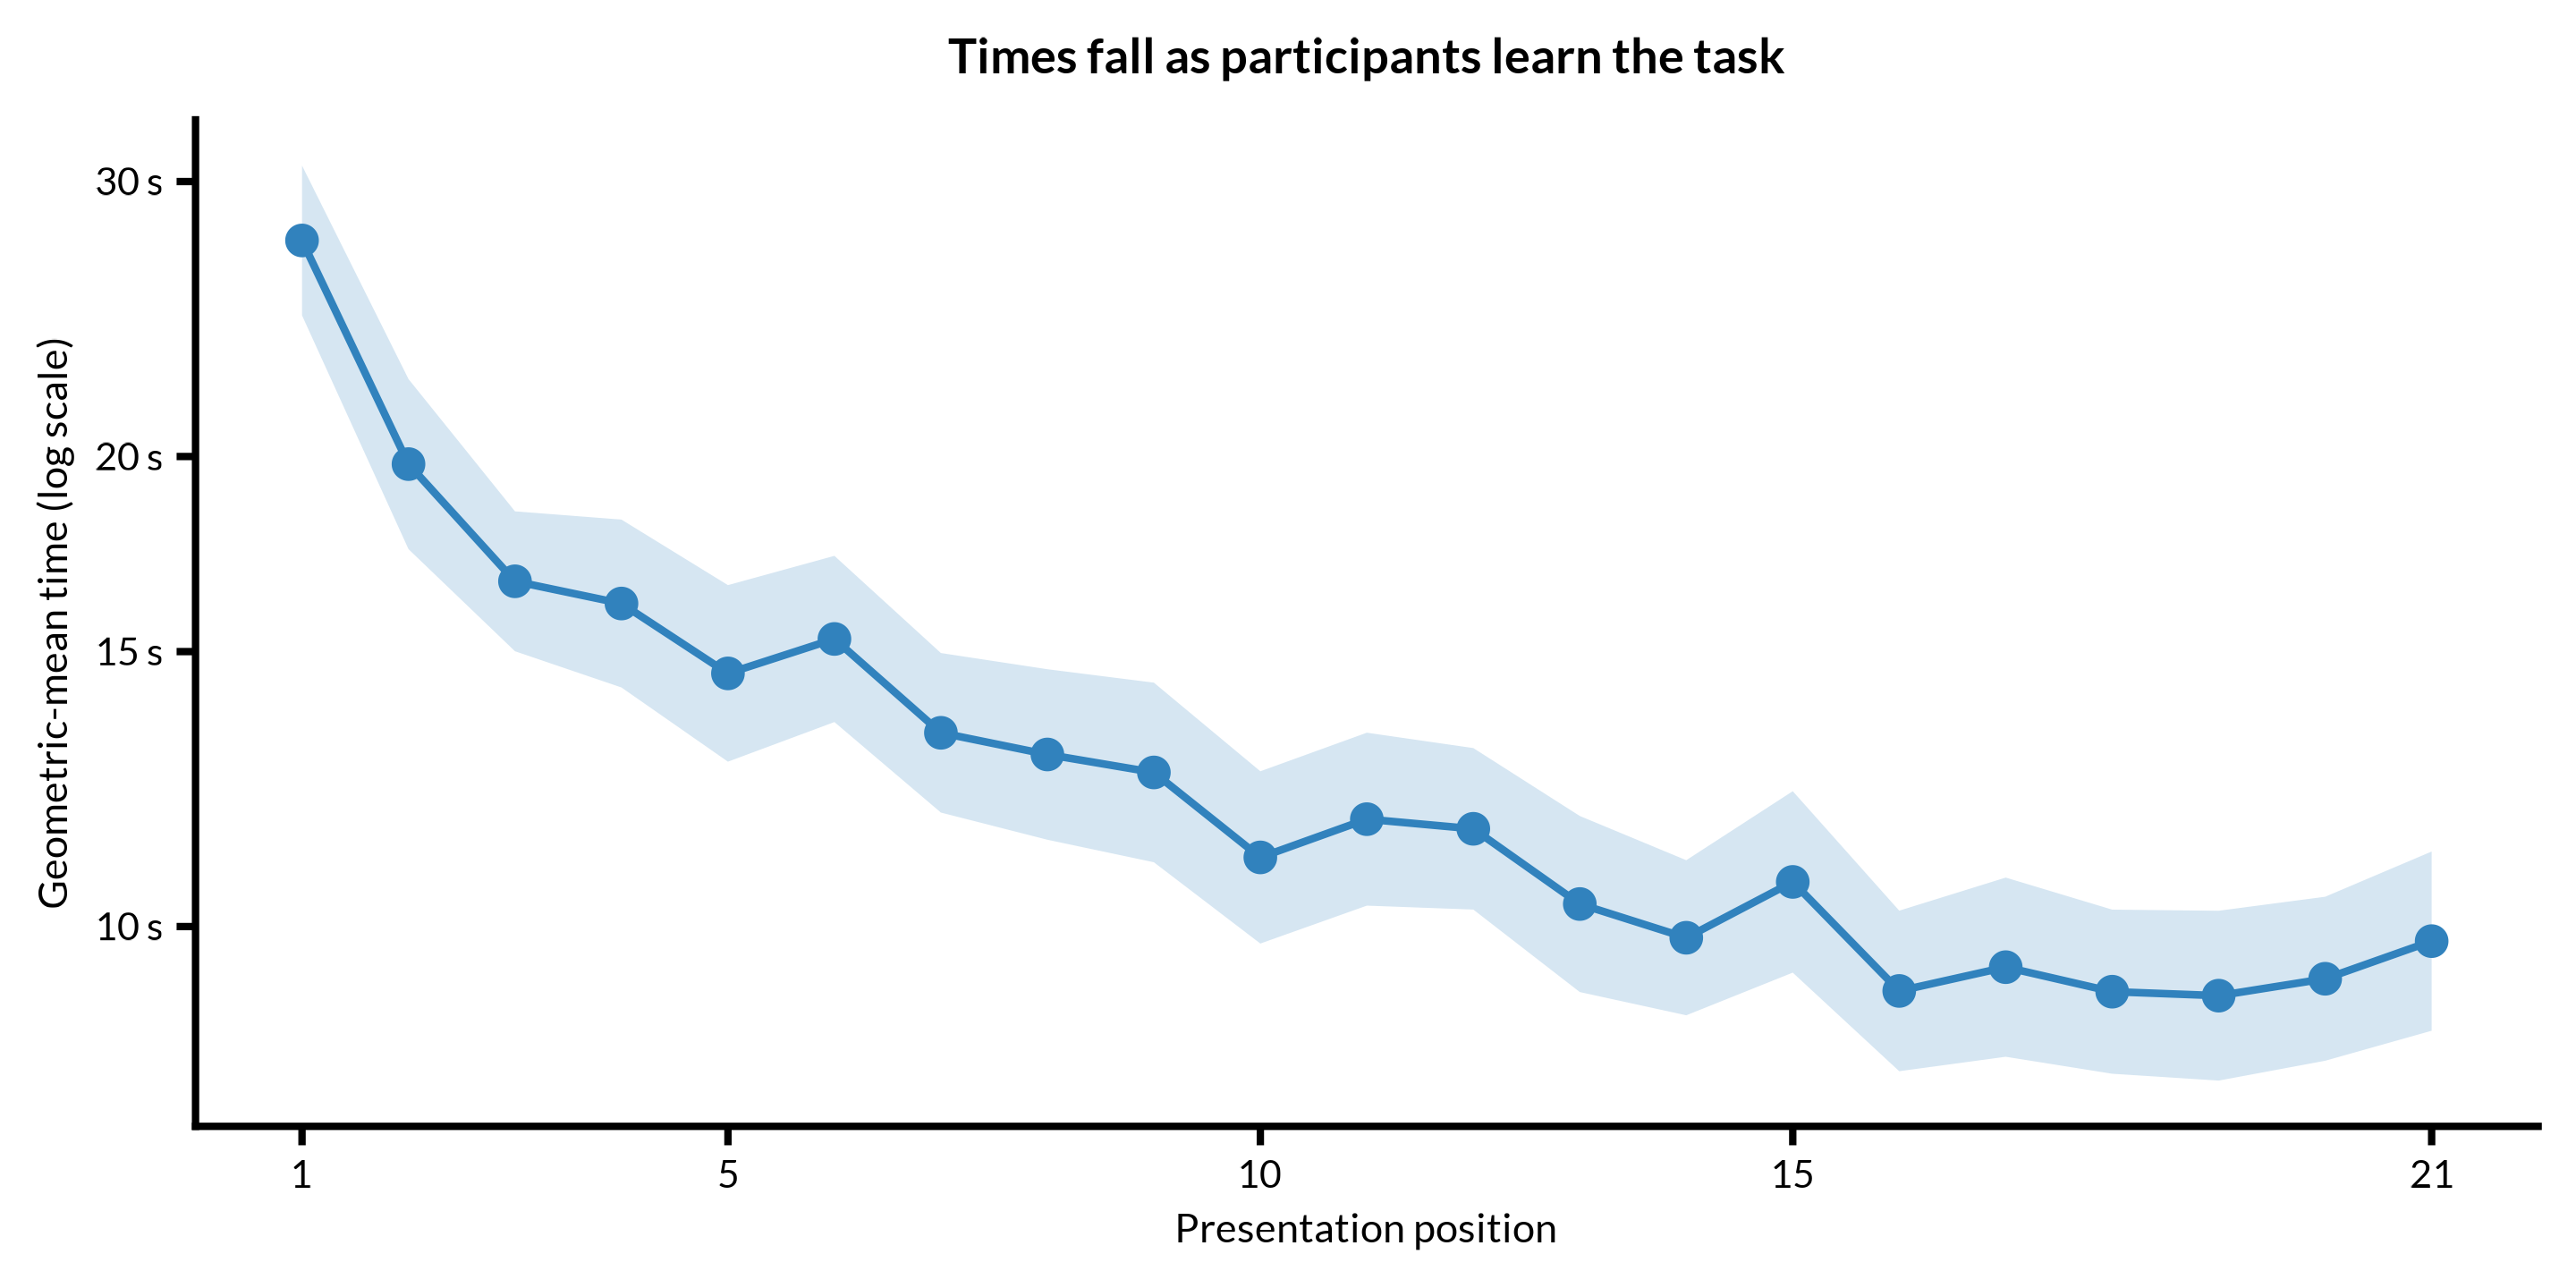 Times fall as participants learn the task
Geometric-mean time (log scale)
30 s
20 s
15 s
10 s
1
5
10
15
21
Presentation position